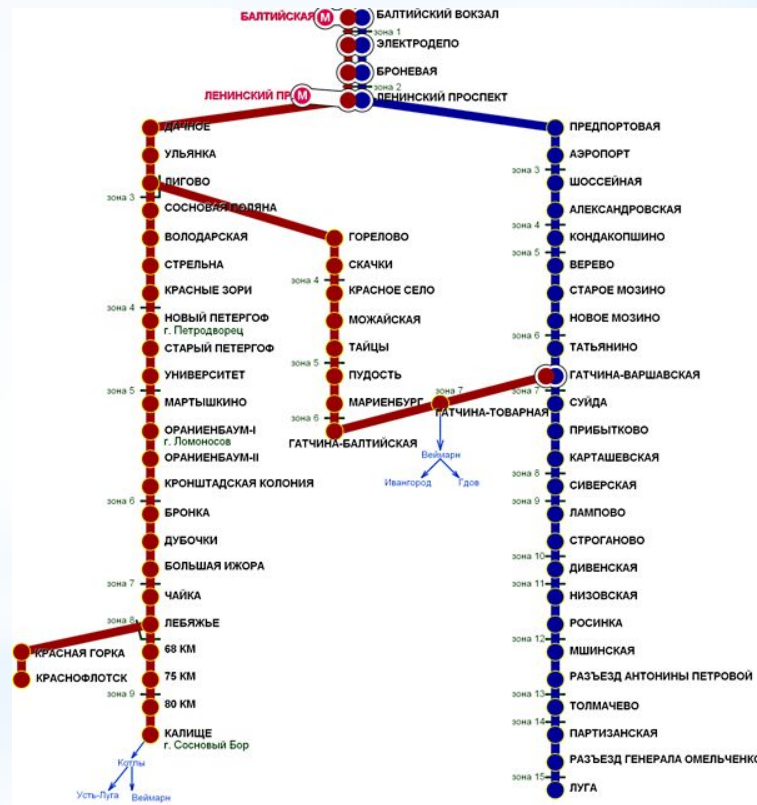 БАЛТИЙСКАЯ М
БАЛТИЙСКИЙ ВОКЗАЛ
зона 1
ЭЛЕКТРОДЕПО
БРОНЕВАЯ
зона 2
ЛЕНИНСКИЙ ПР. М
ЛЕНИНСКИЙ ПРОСПЕКТ
ДАЧНОЕ
УЛЬЯНКА
ЛИГОВО
зона 3
СОСНОВАЯ ПОЛЯНА
ВОЛОДАРСКАЯ
СТРЕЛЬНА
КРАСНЫЕ ЗОРИ
зона 4
НОВЫЙ ПЕТЕРГОФ
г. Петродворец
СТАРЫЙ ПЕТЕРГОФ
УНИВЕРСИТЕТ
зона 5
МАРТЫШКИНО
ОРАНИЕНБАУМ-I
г. Ломоносов
ОРАНИЕНБАУМ-II
КРОНШТАДСКАЯ КОЛОНИЯ
зона 6
БРОНКА
ДУБОЧКИ
БОЛЬШАЯ ИЖОРА
зона 7
ЧАЙКА
зона 8
ЛЕБЯЖЬЕ
КРАСНАЯ ГОРКА
КРАСНОФЛОТСК
68 КМ
75 КМ
зона 9
80 КМ
КАЛИЩЕ
г. Сосновый Бор
Котлы
Усть-Луга
Веймарн
ГОРЕЛОВО
СКАЧКИ
зона 4
КРАСНОЕ СЕЛО
МОЖАЙСКАЯ
ТАЙЦЫ
зона 5
ПУДОСТЬ
МАРИЕНБУРГ
зона 6
ГАТЧИНА-БАЛТИЙСКАЯ
зона 7
ГАТЧИНА-ТОВАРНАЯ
Веймарн
Ивангород
Гдов
ПРЕДПОРТОВАЯ
АЭРОПОРТ
зона 3
ШОССЕЙНАЯ
АЛЕКСАНДРОВСКАЯ
зона 4
КОНДАКОПШИНО
зона 5
ВЕРЕВО
СТАРОЕ МОЗИНО
НОВОЕ МОЗИНО
зона 6
ТАТЬЯНИНО
ГАТЧИНА-ВАРШАВСКАЯ
зона 7
СУЙДА
ПРИБЫТКОВО
КАРТАШЕВСКАЯ
зона 8
СИВЕРСКАЯ
зона 9
ЛАМПОВО
СТРОГАНОВО
зона 10
ДИВЕНСКАЯ
зона 11
НИЗОВСКАЯ
РОСИНКА
зона 12
МШИНСКАЯ
РАЗЪЕЗД АНТОНИНЫ ПЕТРОВОЙ
зона 13
ТОЛМАЧЕВО
зона 14
ПАРТИЗАНСКАЯ
РАЗЪЕЗД ГЕНЕРАЛА ОМЕЛЬЧЕНКО
зона 15
ЛУГА